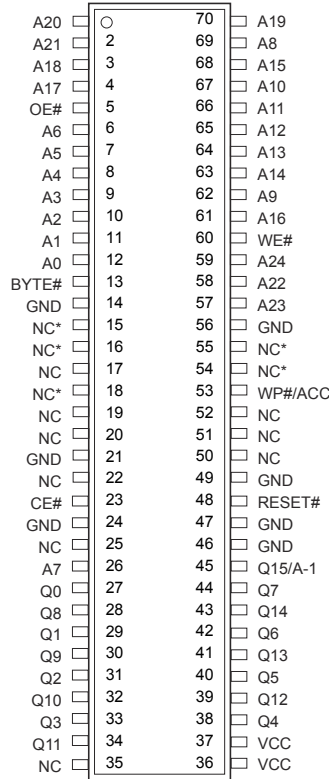 A20 70 A19
A21 2 69 A8
A18 3 68 A15
A17 4 67 A10
OE# 5 66 A11
A6 6 65 A12
A5 7 64 A13
A4 8 63 A14
A3 9 62 A9
A2 10 61 A16
A1 11 60 WE#
A0 12 59 A24
BYTE# 13 58 A22
GND 14 57 A23
NC* 15 56 GND
NC* 16 55 NC*
NC 17 54 NC*
NC* 18 53 WP#/ACC
NC 19 52 NC
NC 20 51 NC
GND 21 50 NC
NC 22 49 GND
CE# 23 48 RESET#
GND 24 47 GND
NC 25 46 GND
A7 26 45 Q15/A-1
Q0 27 44 Q7
Q8 28 43 Q14
Q1 29 42 Q6
Q9 30 41 Q13
Q2 31 40 Q5
Q10 32 39 Q12
Q3 33 38 Q4
Q11 34 37 VCC
NC 35 36 VCC